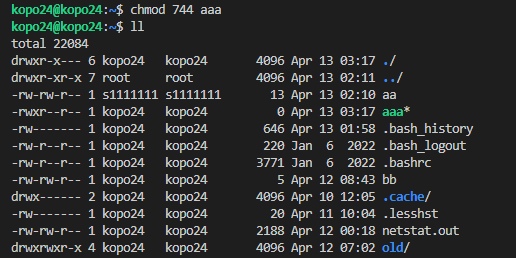 kopo24@kopo24:~$ chmod 744 aaa
kopo24@kopo24:~$ ll
total 22084
drwxr-x--- 6 kopo24   kopo24       4096 Apr 13 03:17 ./
drwxr-xr-x 7 root     root         4096 Apr 13 02:11 ../
-rw-rw-r-- 1 s1111111 s1111111       13 Apr 13 02:10 aa
-rwxr--r-- 1 kopo24   kopo24          0 Apr 13 03:17 aaa*
-rw------- 1 kopo24   kopo24        646 Apr 13 01:58 .bash_history
-rw-r--r-- 1 kopo24   kopo24        220 Jan  6  2022 .bash_logout
-rw-r--r-- 1 kopo24   kopo24       3771 Jan  6  2022 .bashrc
-rw-rw-r-- 1 kopo24   kopo24          5 Apr 12 08:43 bb
drwx------ 2 kopo24   kopo24       4096 Apr 10 12:05 .cache/
-rw------- 1 kopo24   kopo24         20 Apr 11 10:04 .lesshst
-rw-rw-r-- 1 kopo24   kopo24       2188 Apr 12 00:18 netstat.out
drwxrwxr-x 4 kopo24   kopo24       4096 Apr 12 07:02 old/